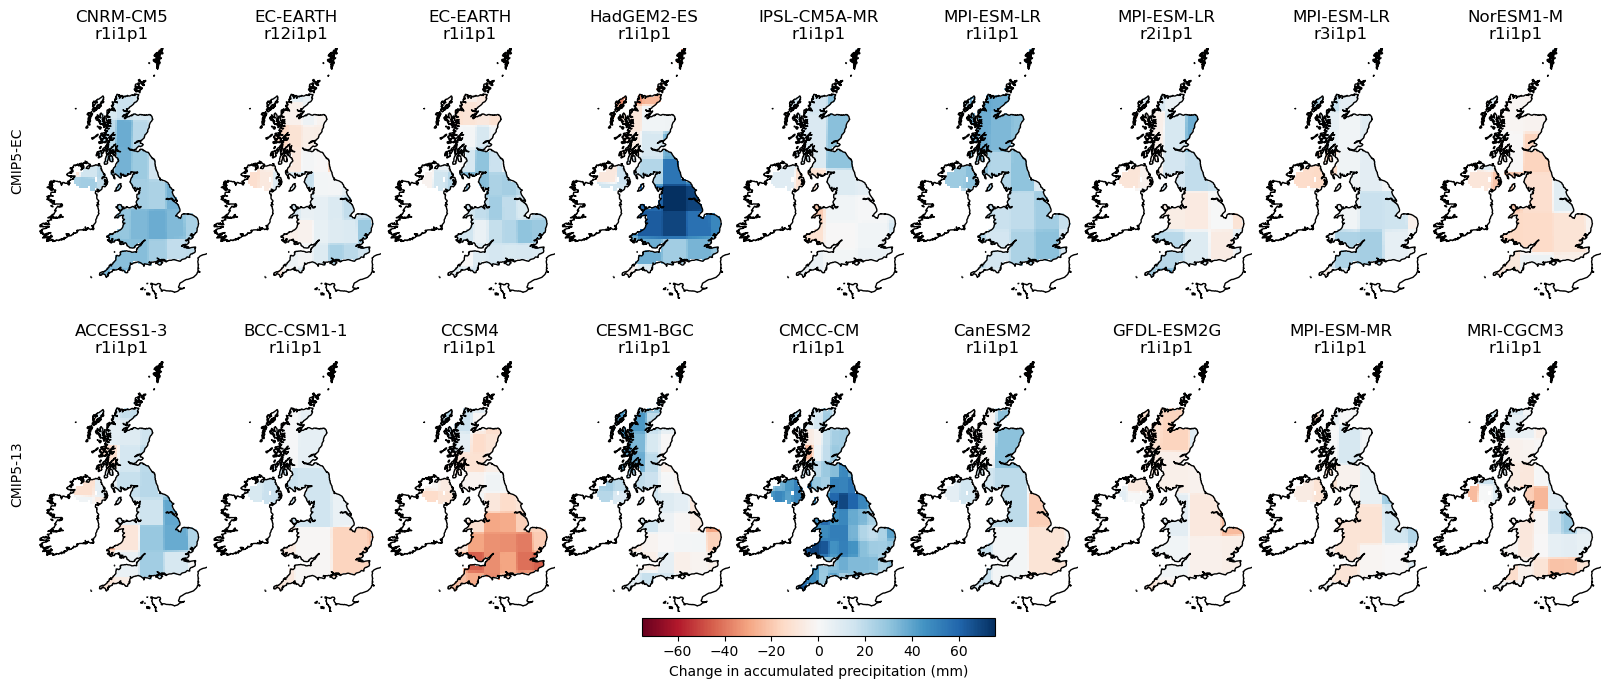 CNRM-CM5 EC-EARTH EC-EARTH HadGEM2-ES IPSL-CM5A-MR MPI-ESM-LR MPI-ESM-LR MPI-ESM-LR NorESM1-M
r1i1p1 r12i1p1 r1i1p1 r1i1p1 r1i1p1 r1i1p1 r2i1p1 r3i1p1 r1i1p1
CMIP5-EC
ACCESS1-3 BCC-CSM1-1 CCSM4 CESM1-BGC CMCC-CM CanESM2 GFDL-ESM2G MPI-ESM-MR MRI-CGCM3
r1i1p1 r1i1p1 r1i1p1 r1i1p1 r1i1p1 r1i1p1 r1i1p1 r1i1p1 r1i1p1
CMIP5-13
−60 −40 −20 0 20 40 60
Change in accumulated precipitation (mm)